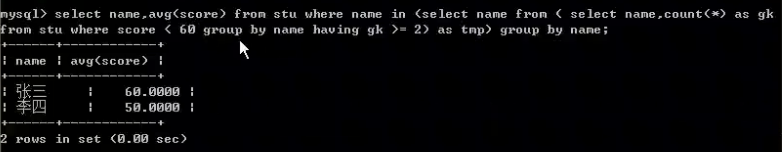 mysql> select name,avg(score) from stu where name in (select name from ( select name,count(*) as gk
from stu where score < 60 group by name having gk >= 2) as tmp) group by name;
+------+------------+
| name | avg(score) |
+------+------------+
| 张三 | 60.0000 |
| 李四 | 50.0000 |
+------+------------+
2 rows in set (0.00 sec)